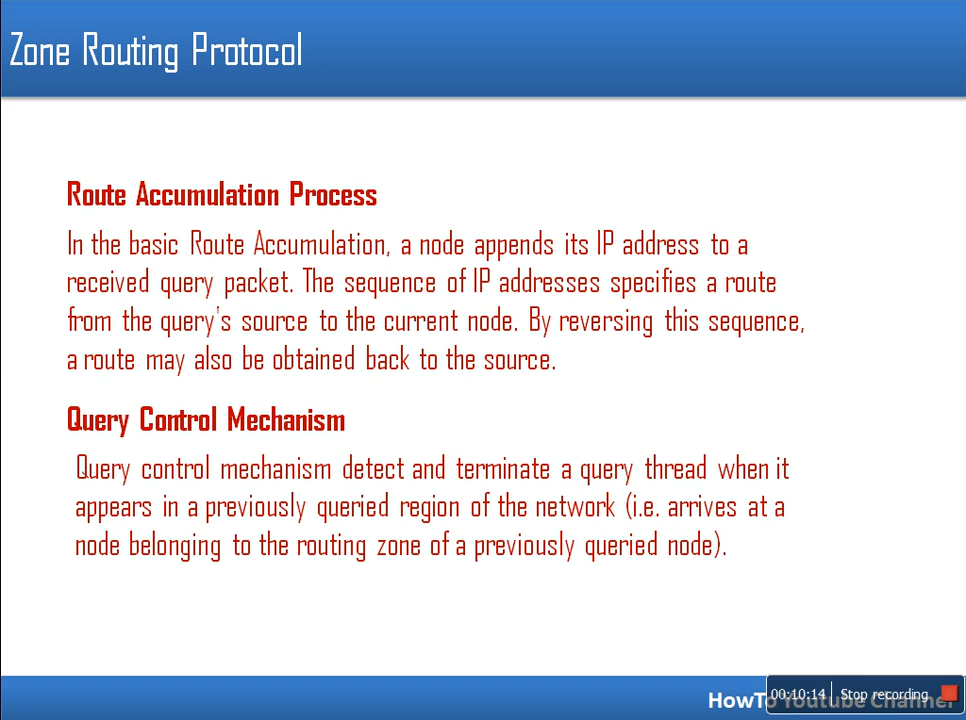 Zone Routing Protocol
Route Accumulation Process
In the basic Route Accumulation, a node appends its IP address to a
received query packet. The sequence of IP addresses specifies a route
from the query's source to the current node. By reversing this sequence,
a route may also be obtained back to the source.
Query Control Mechanism
Query control mechanism detect and terminate a query thread when it
appears in a previously queried region of the network (i.e. arrives at a
node belonging to the routing zone of a previously queried node).
HowTo Youtube Channel
00:10:14 Stop recording